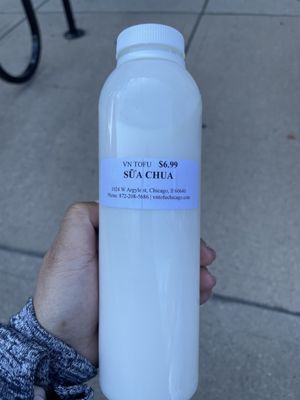 VN TOFU $6.99
SỮA CHUA
1024 W Argyle st, Chicago, Il 60640
Phone: 872-208-5686 | vntofuchicago.com